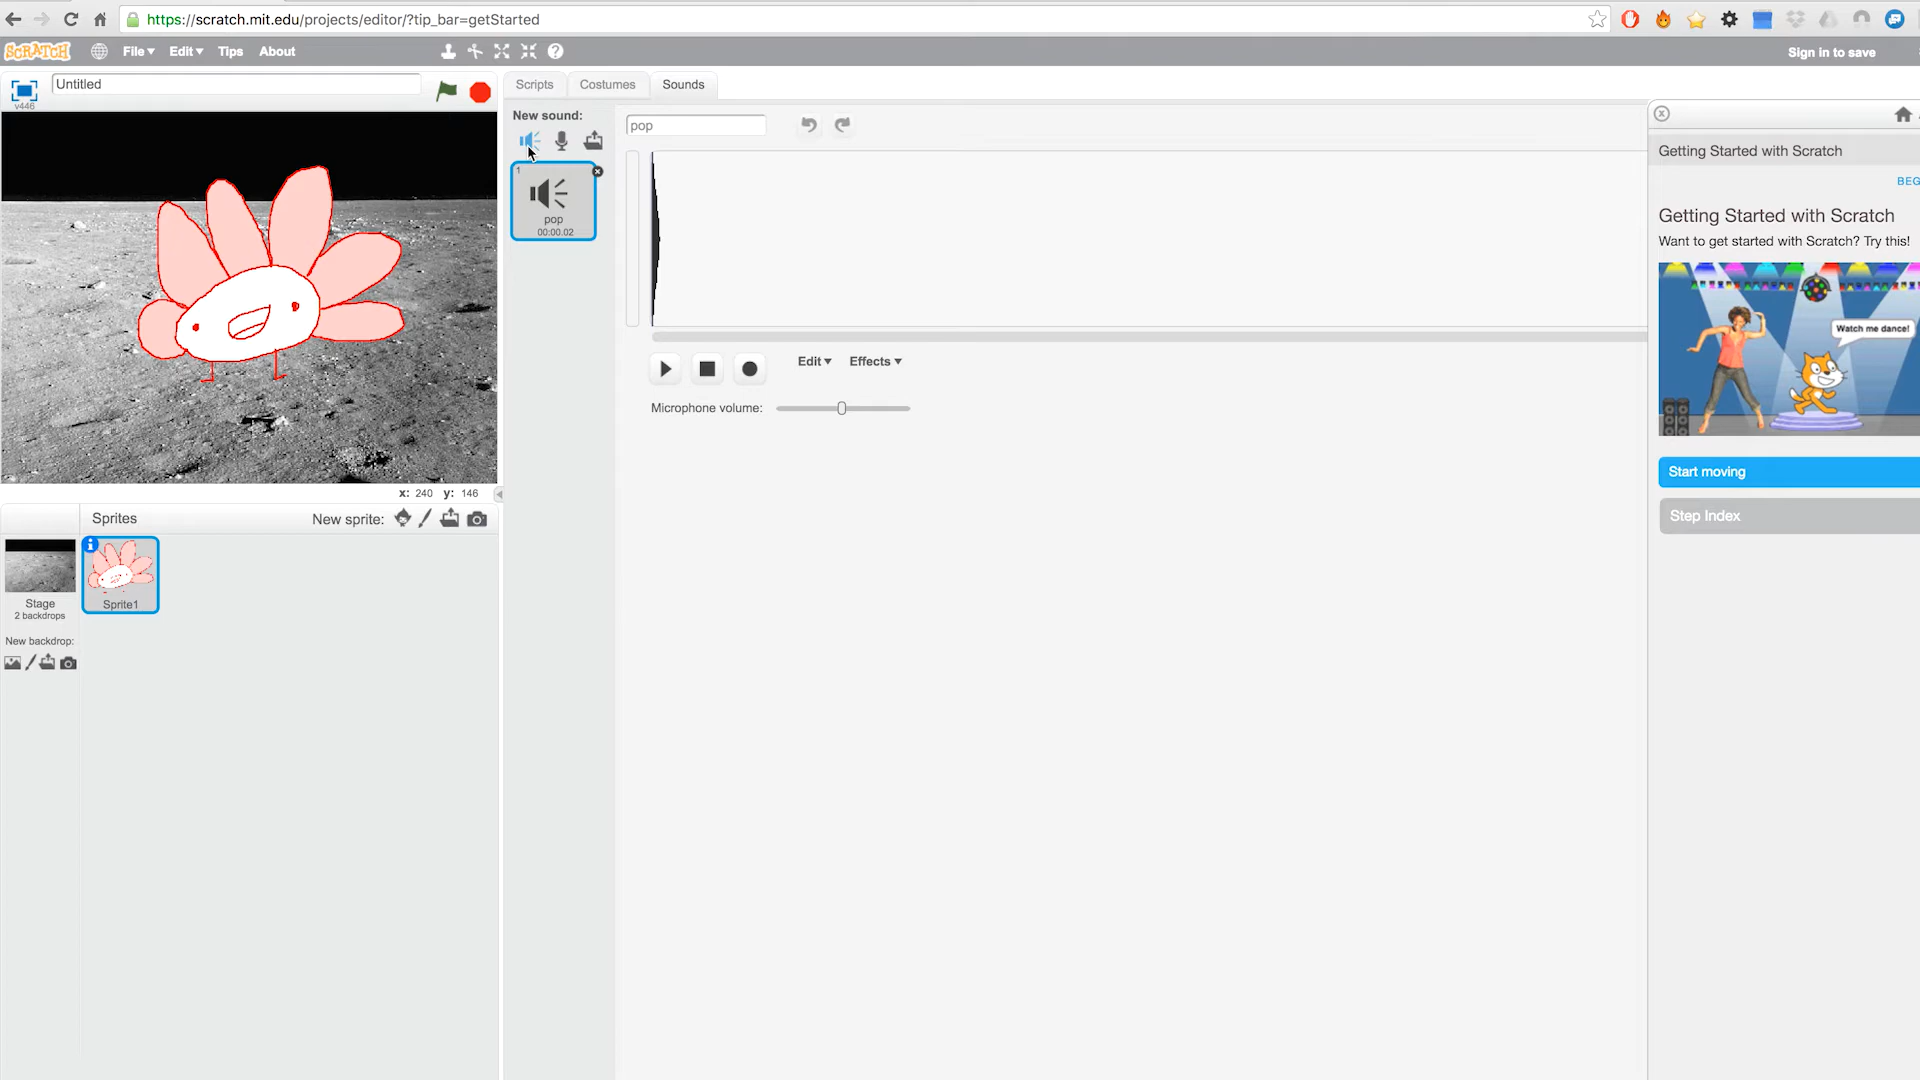 https://scratch.mit.edu/projects/editor/?tip_bar=getStarted
SCRATCH File Edit Tips About Sign in to save
v446
Untitled
Scripts Costumes Sounds
New sound:
pop
1
pop
00:00.02
Edit Effects
Microphone volume:
x: 240 y: 146
Sprites New sprite:
Stage
2 backdrops
New backdrop:
Sprite1
Getting Started with Scratch
BEG
Getting Started with Scratch
Want to get started with Scratch? Try this!
Watch me dance!
Start moving
Step Index